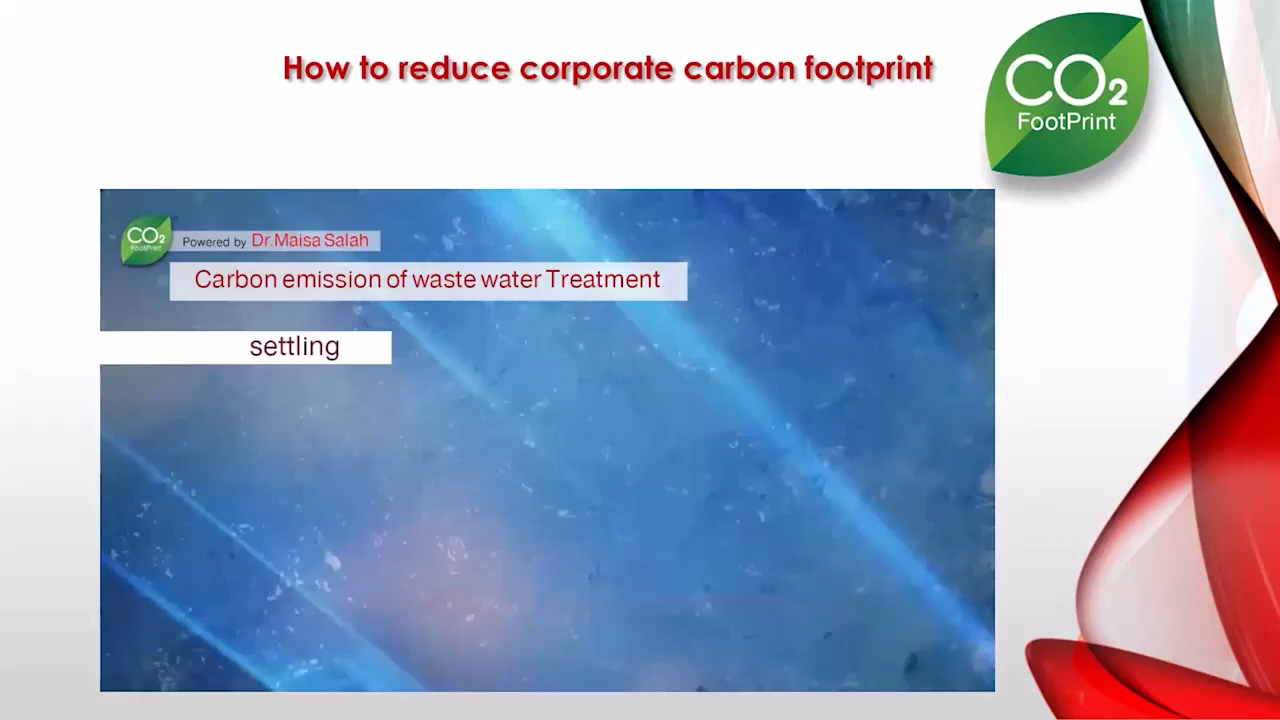 How to reduce corporate carbon footprint
CO2
FootPrint
CO2
FootPrint
Powered by Dr.Maisa Salah
Carbon emission of waste water Treatment
settling